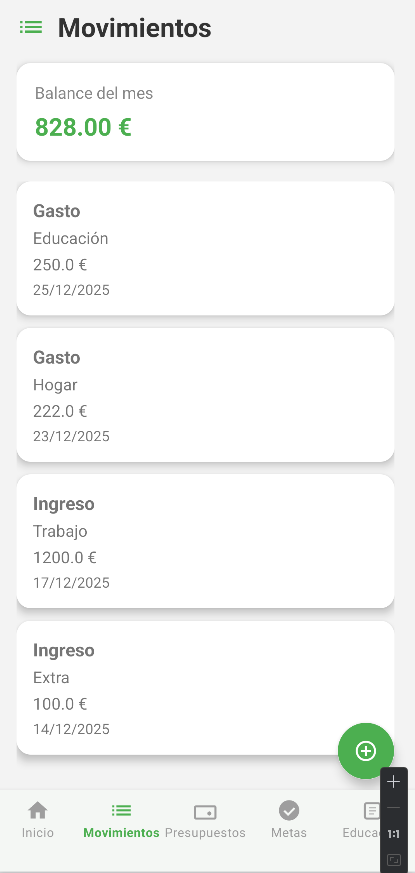 Movimientos
Balance del mes
828.00 €
Gasto
Educación
250.0 €
25/12/2025
Gasto
Hogar
222.0 €
23/12/2025
Ingreso
Trabajo
1200.0 €
17/12/2025
Ingreso
Extra
100.0 €
14/12/2025
Inicio Movimientos Presupuestos Metas
1:1